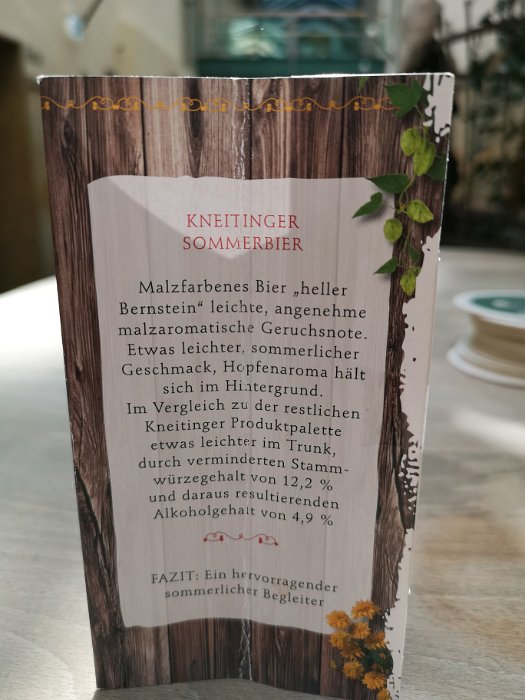 KNEITINGER
SOMMERBIER
Malzfarbenes Bier „heller
Bernstein“ leichte, angenehme
malzaromatische Geruchsnote.
Etwas leichter, sommerlicher
Geschmack, Hopfenaroma hält
sich im Hintergrund.
Im Vergleich zu der restlichen
Kneitinger Produktpalette
etwas leichter im Trunk,
durch verminderten Stamm-
würzegehalt von 12,2 %
und daraus resultierenden
Alkoholgehalt von 4,9 %
FAZIT: Ein hervorragender
sommerlicher Begleiter